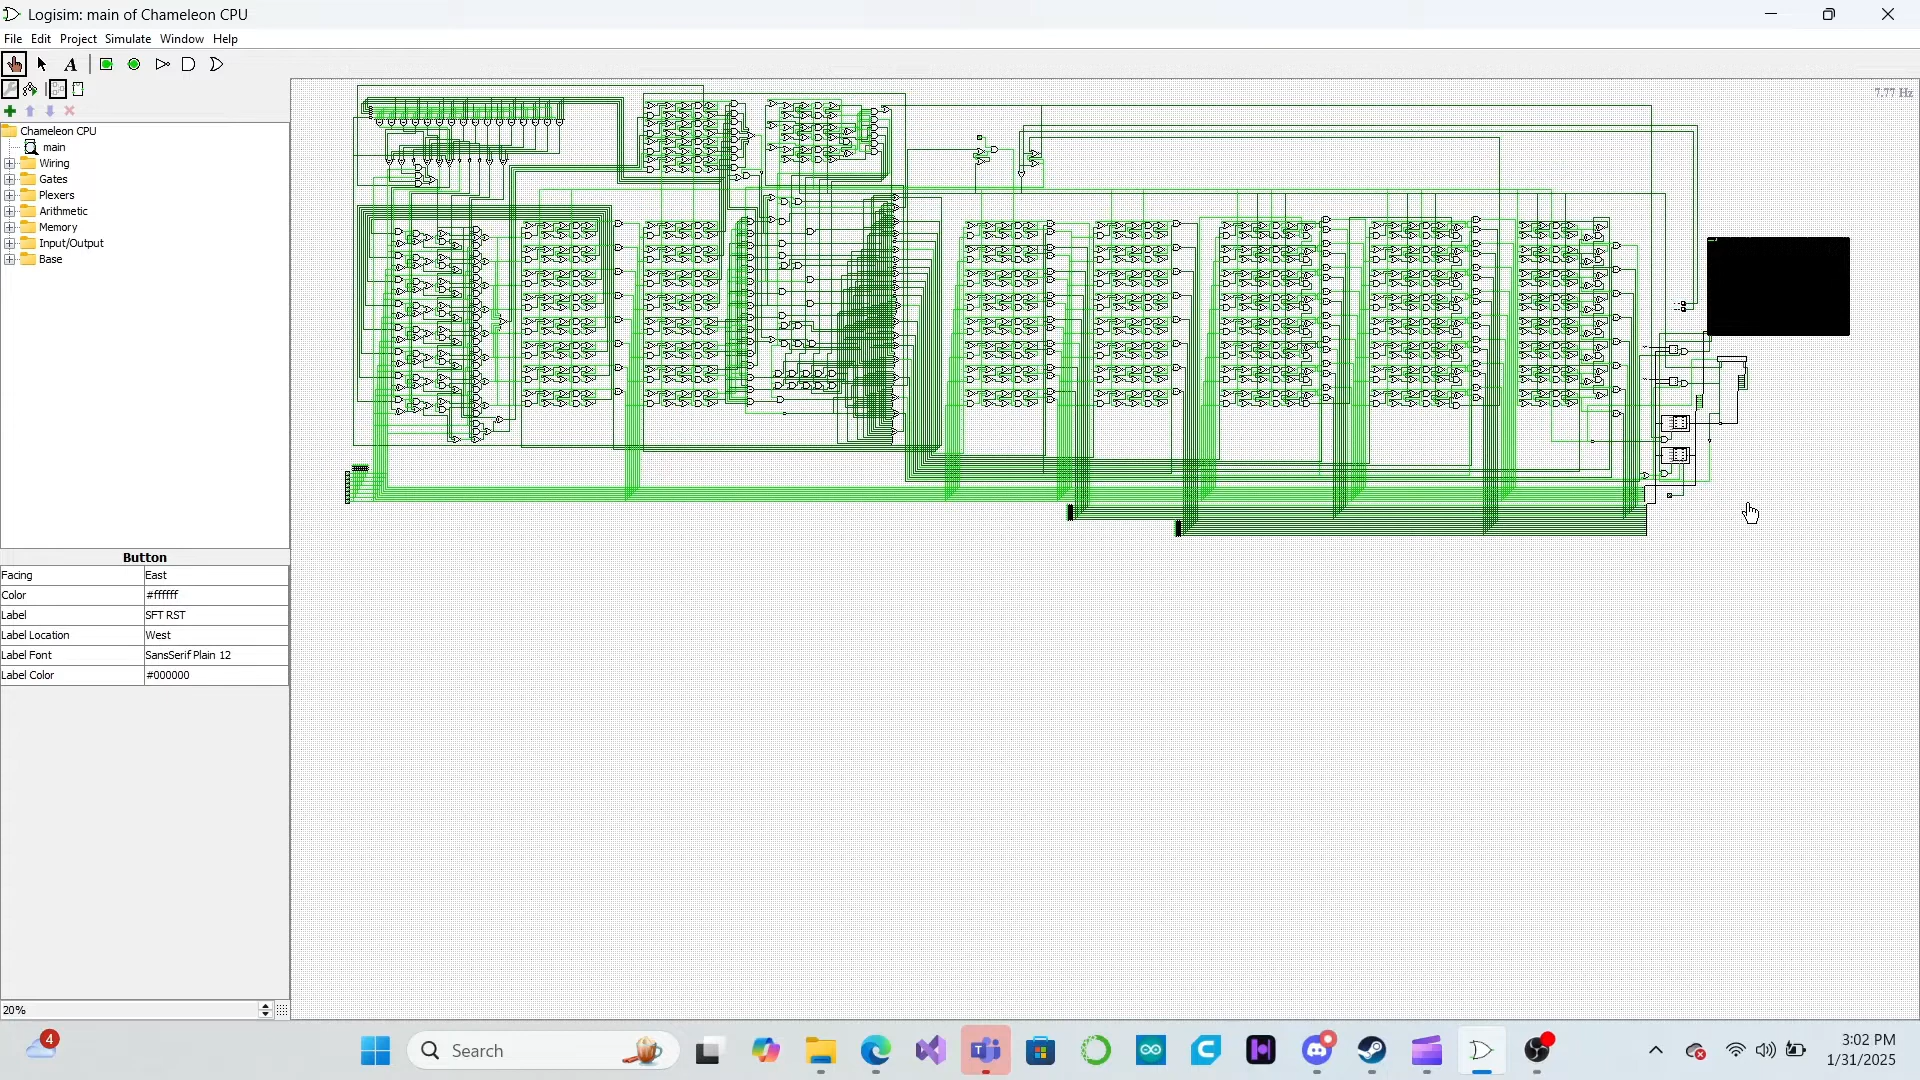 Logisim: main of Chameleon CPU
File Edit Project Simulate Window Help
A
7.77 Hz
Chameleon CPU
main
Wiring
Gates
Plexers
Arithmetic
Memory
Input/Output
Base
Button
Facing East
Color #ffffff
Label SFT RST
Label Location West
Label Font SansSerif Plain 12
Label Color #000000
20%
4
Search
3:02 PM
1/31/2025